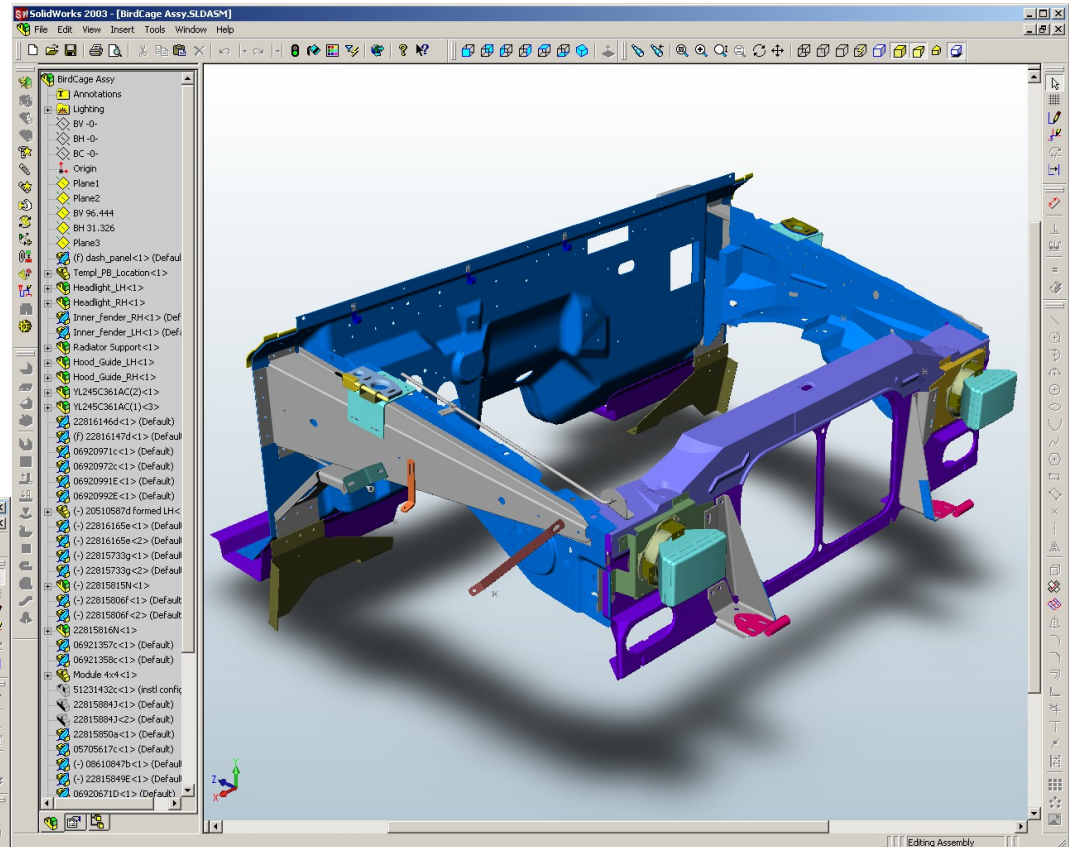 SolidWorks 2003 - [BirdCage Assy.SLDASM]
File Edit View Insert Tools Window Help
BirdCage Assy
Annotations
Lighting
BV -0-
BH -0-
BC -0-
Origin
Plane1
Plane2
BV 96.444
BH 31.326
Plane3
(f) dash_panel<1> (Defaul
Templ_PB_Location<1>
Headlight_LH<1>
Headlight_RH<1>
Inner_fender_RH<1> (Def
Inner_fender_LH<1> (Defa
Radiator Support<1>
Hood_Guide_LH<1>
Hood_Guide_RH<1>
YL245C361AC(2)<1>
YL245C361AC(1)<3>
22816146d<1> (Default)
(f) 22816147d<1> (Default
06920971c<1> (Default)
06920972c<1> (Default)
06920991E<1> (Default)
06920992E<1> (Default)
(-) 20510587d formed LH<
(-) 22816165e<1> (Default
(-) 22816165e<2> (Default
(-) 22815733g<1> (Default
(-) 22815733g<2> (Default
(-) 22815815N<1>
(-) 22815806f<1> (Default
(-) 22815806f<2> (Default
22815816N<1>
06921357c<1> (Default)
06921358c<1> (Default)
Module 4x4<1>
51231432c<1> (instl config
22815884J<1> (Default)
22815884J<2> (Default)
22815850a<1> (Default)
05705617c<1> (Default)
(-) 08610847b<1> (Default
(-) 22815849E<1> (Default
06920671D<1> (Default)
Y
Z
X
Editing Assembly